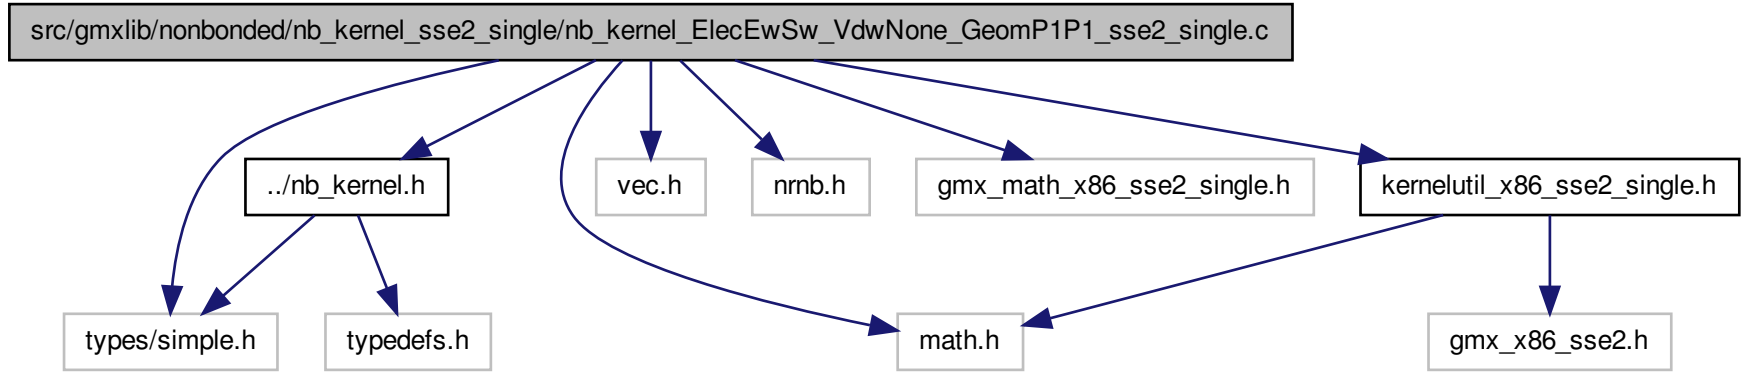 src/gmxlib/nonbonded/nb_kernel_sse2_single/nb_kernel_ElecEwSw_VdwNone_GeomP1P1_sse2_single.c
../nb_kernel.h
vec.h
nrnb.h
gmx_math_x86_sse2_single.h
kernelutil_x86_sse2_single.h
types/simple.h
typedefs.h
math.h
gmx_x86_sse2.h